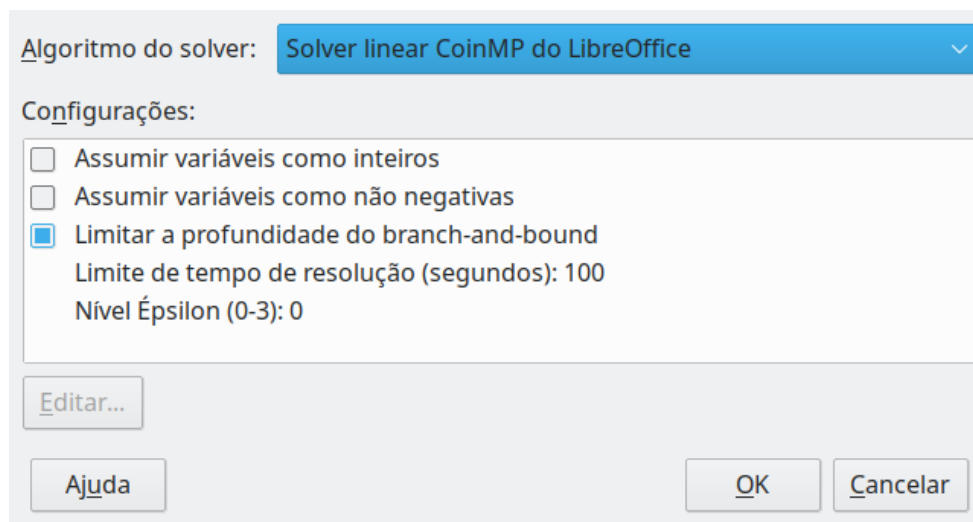 Algoritmo do solver: Solver linear CoinMP do LibreOffice
Configurações:
Assumir variáveis como inteiros
Assumir variáveis como não negativas
Limitar a profundidade do branch-and-bound
Limite de tempo de resolução (segundos): 100
Nível Épsilon (0-3): 0
Editar...
Ajuda OK Cancelar